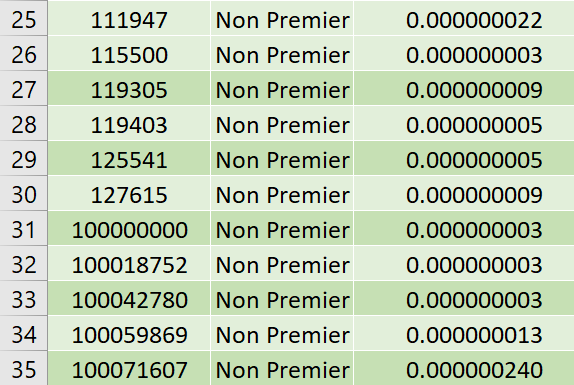 25 111947 Non Premier 0.000000022
26 115500 Non Premier 0.000000003
27 119305 Non Premier 0.000000009
28 119403 Non Premier 0.000000005
29 125541 Non Premier 0.000000005
30 127615 Non Premier 0.000000009
31 100000000 Non Premier 0.000000003
32 100018752 Non Premier 0.000000003
33 100042780 Non Premier 0.000000003
34 100059869 Non Premier 0.000000013
35 100071607 Non Premier 0.000000240